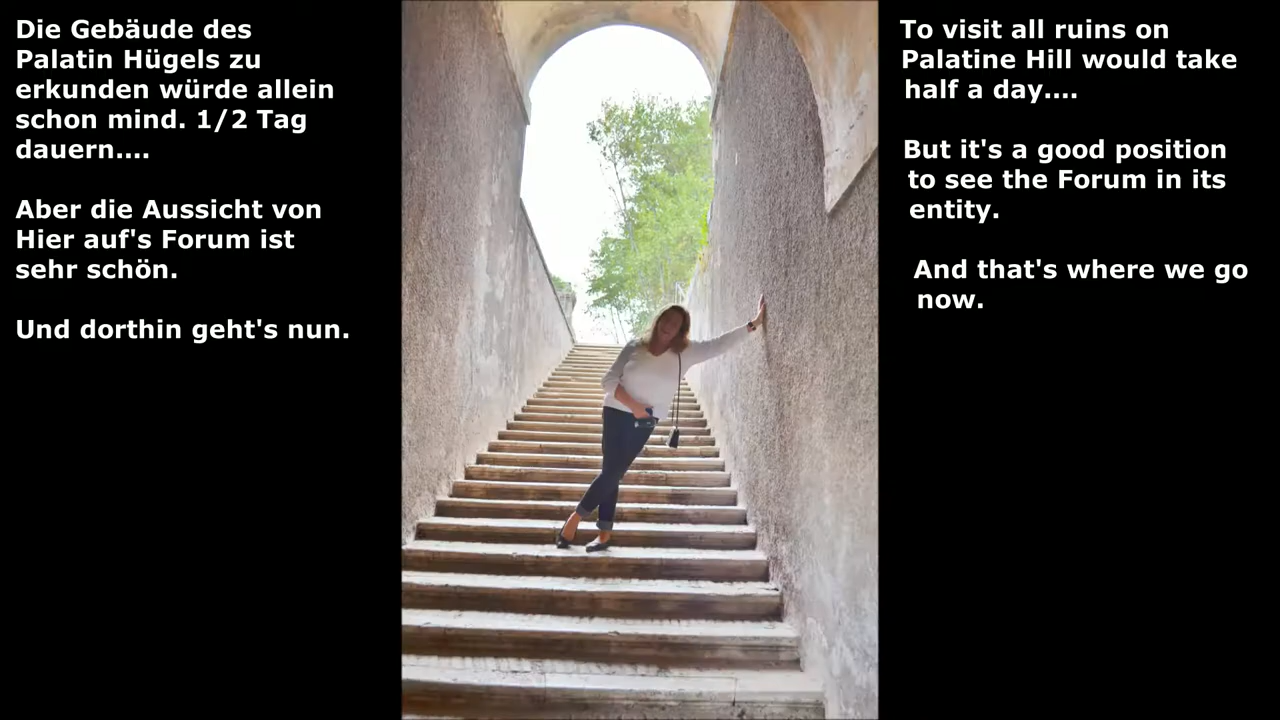 Die Gebäude des
Palatin Hügels zu
erkunden würde allein
schon mind. 1/2 Tag
dauern....
Aber die Aussicht von
Hier auf's Forum ist
sehr schön.
Und dorthin geht's nun.
To visit all ruins on
Palatine Hill would take
half a day....
But it's a good position
to see the Forum in its
entity.
And that's where we go
now.